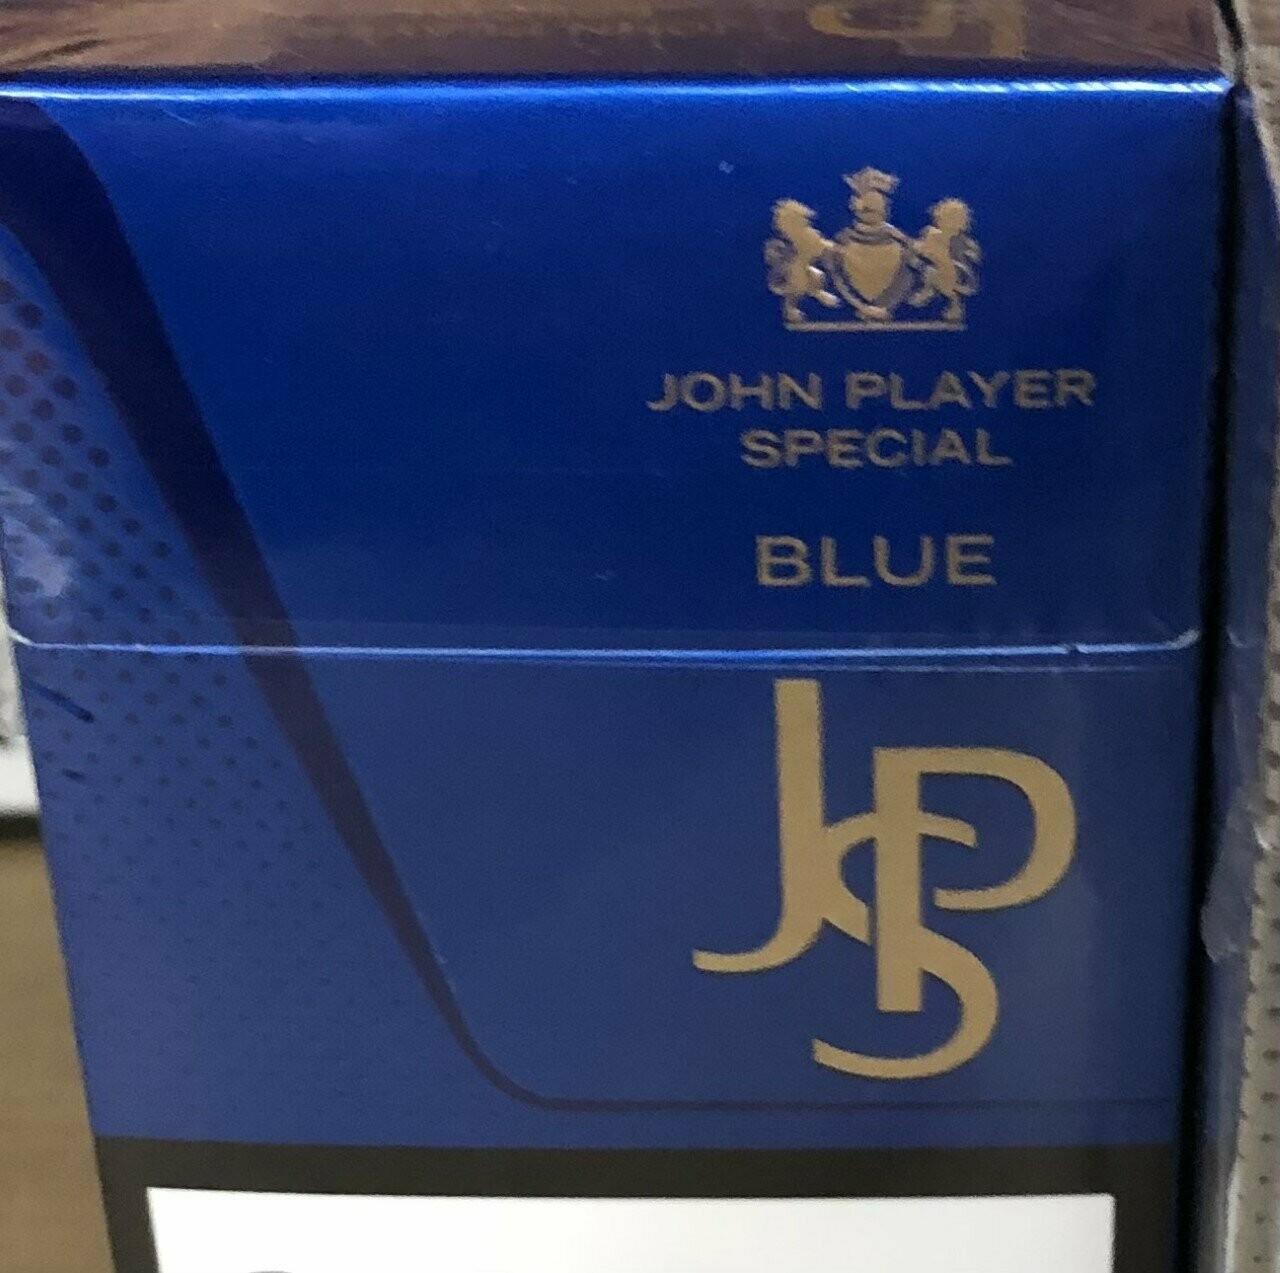 JOHN PLAYER
SPECIAL
BLUE
JPS